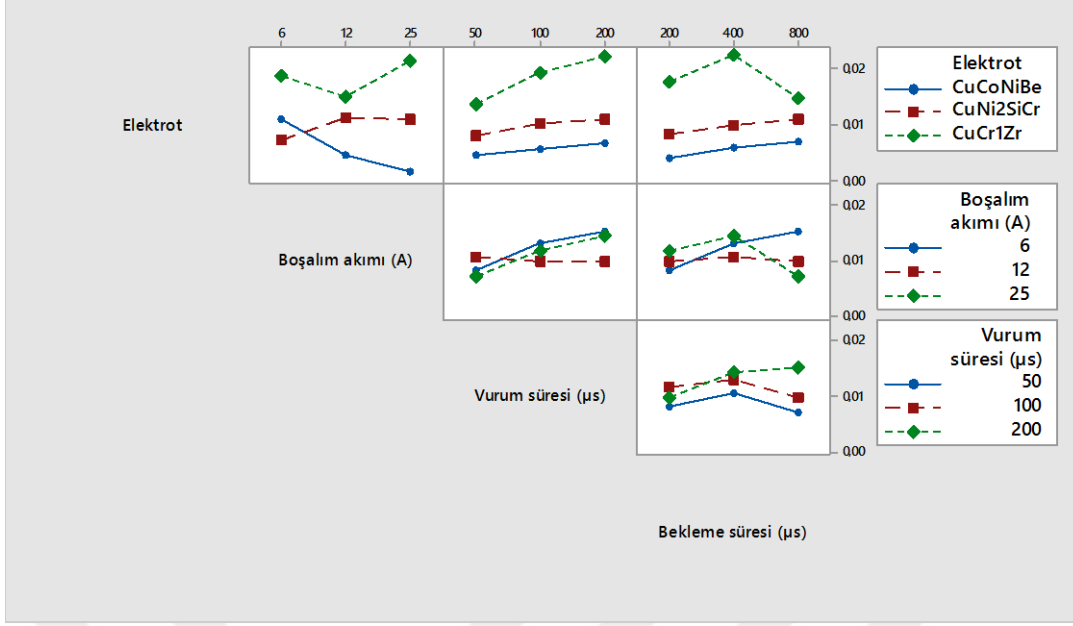 6 12 25 50 100 200 200 400 800
Elektrot
0,02
0,01
0,00
Elektrot
CuCoNiBe
CuNi2SiCr
CuCr1Zr
Boşalım akımı (A)
0,02
0,01
0,00
Boşalım
akımı (A)
6
12
25
Vurum süresi (µs)
0,02
0,01
0,00
Vurum
süresi (µs)
50
100
200
Bekleme süresi (µs)